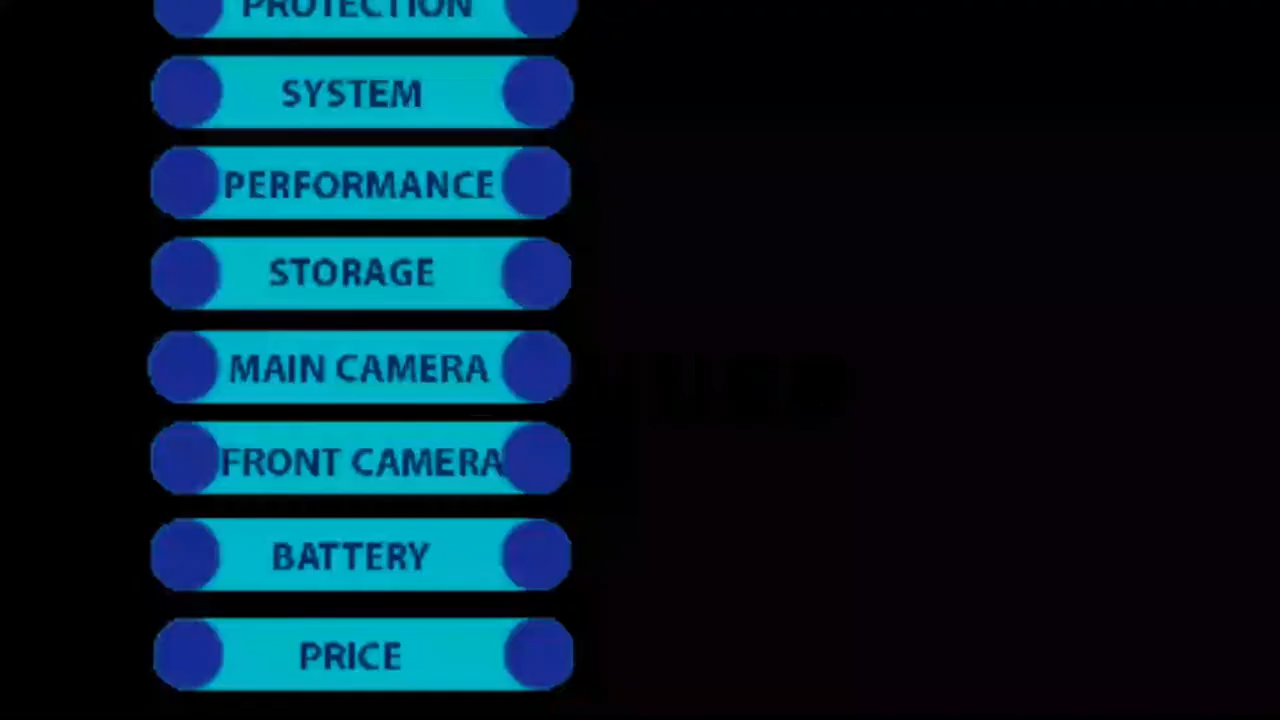 PROTECTION
SYSTEM
PERFORMANCE
STORAGE
MAIN CAMERA
FRONT CAMERA
BATTERY
PRICE